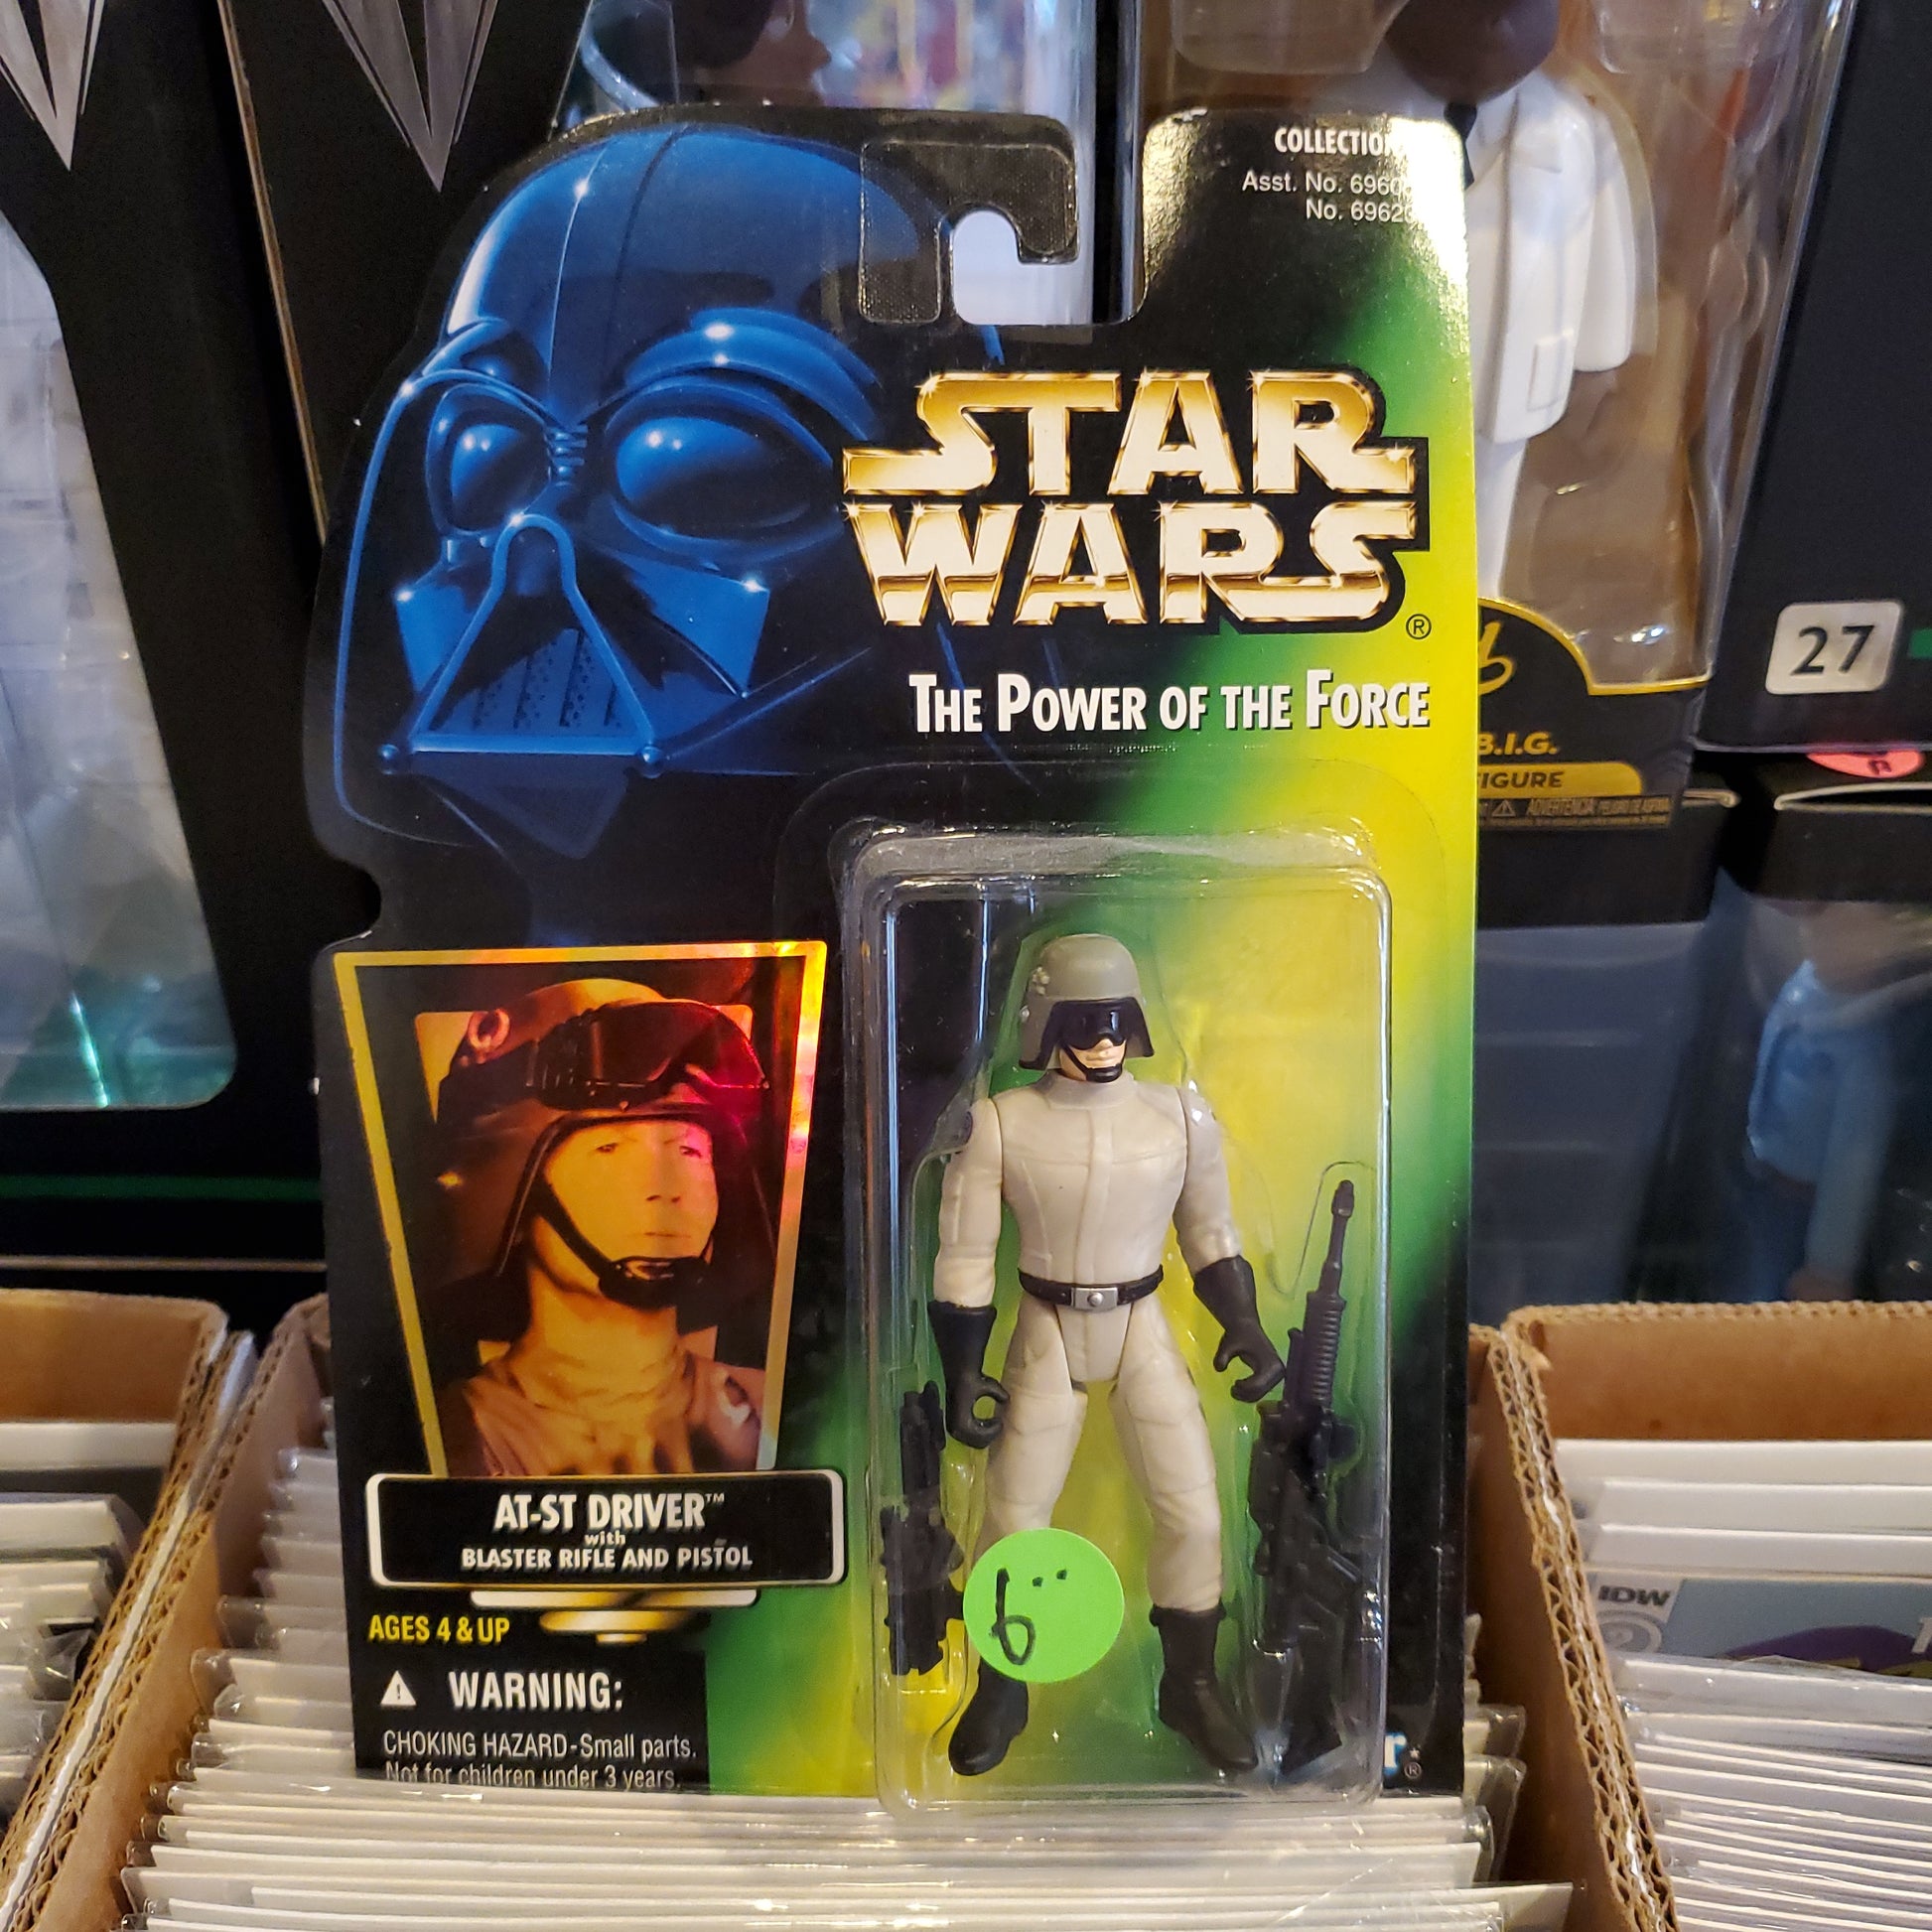 COLLECTION
Asst. No. 6960
No. 6962
STAR
WARS
®
THE POWER OF THE FORCE
27
B.I.G.
FIGURE
ADVERTENCIA
AT-ST DRIVER™
with
BLASTER RIFLE AND PISTOL
AGES 4 & UP
WARNING:
CHOKING HAZARD-Small parts.
Not for children under 3 years.
6
r®
IDW